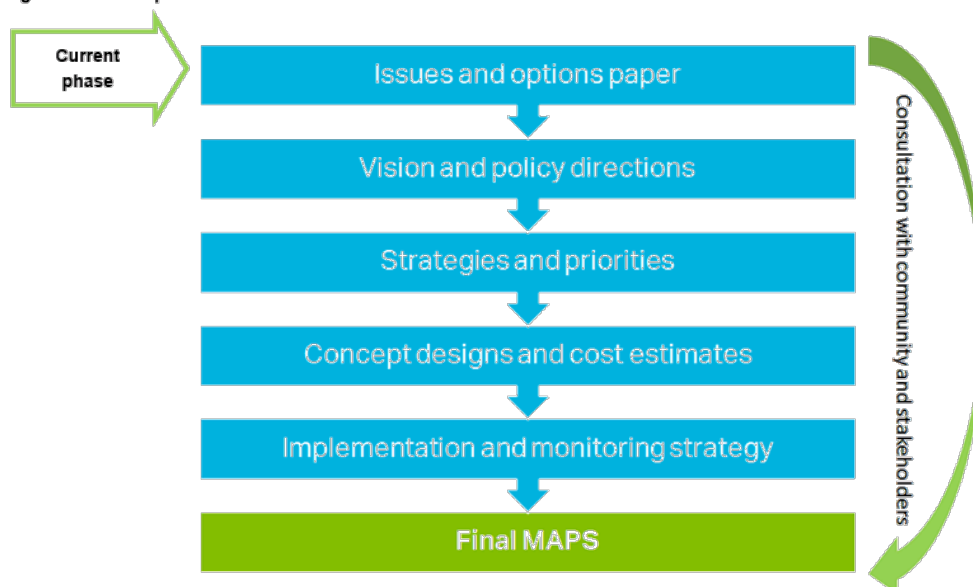 Current
phase
Issues and options paper
Vision and policy directions
Strategies and priorities
Concept designs and cost estimates
Implementation and monitoring strategy
Final MAPS
Consultation with community and stakeholders